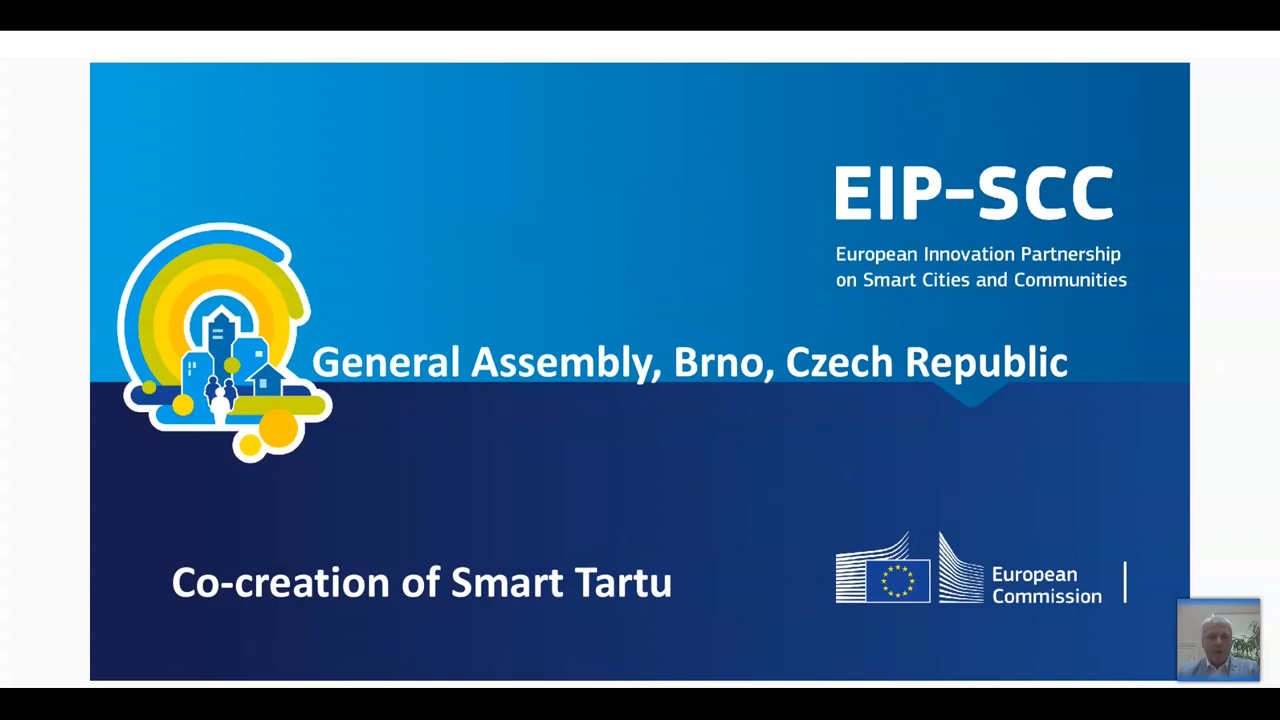 EIP-SCC
European Innovation Partnership
on Smart Cities and Communities
General Assembly, Brno, Czech Republic
Co-creation of Smart Tartu
European
Commission